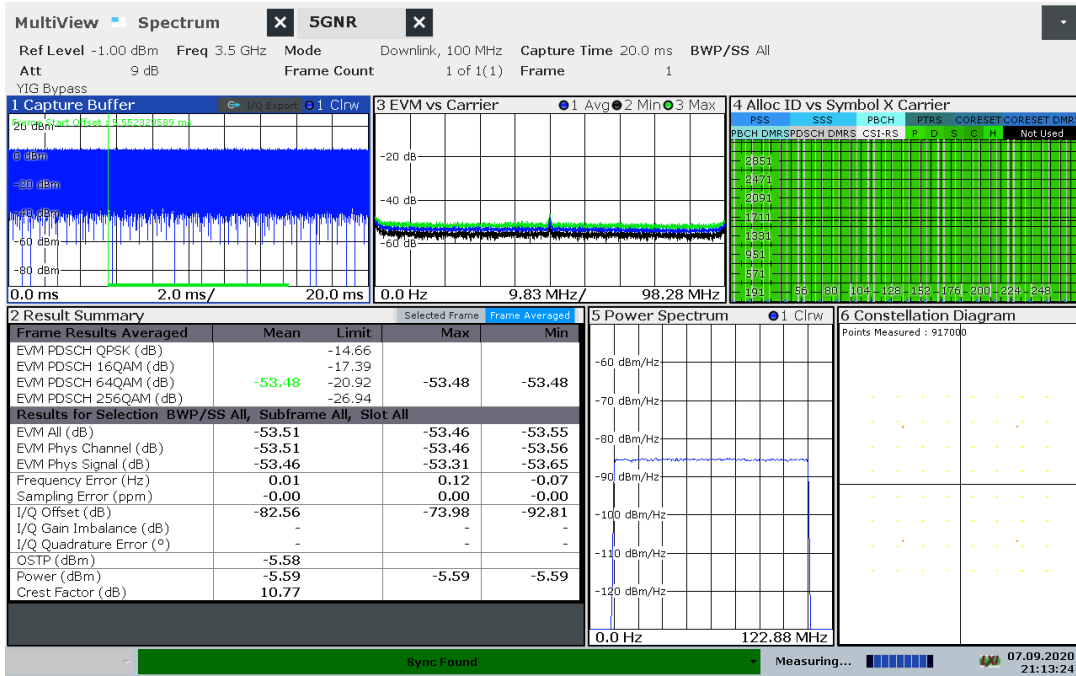 MultiView Spectrum X 5GNR X
Ref Level -1.00 dBm Freq 3.5 GHz Mode Downlink, 100 MHz Capture Time 20.0 ms BWP/SS All
Att 9 dB Frame Count 1 of 1(1) Frame 1
YIG Bypass
1 Capture Buffer I/Q Export 1 Clrw
Frame Start Offset : 9.552329589 ms
20 dBm
0 dBm
-20 dBm
-40 dBm
-60 dBm
-80 dBm
0.0 ms 2.0 ms/ 20.0 ms
3 EVM vs Carrier 1 Avg 2 Min 3 Max
-20 dB
-40 dB
-60 dB
0.0 Hz 9.83 MHz/ 98.28 MHz
4 Alloc ID vs Symbol X Carrier
PSS SSS PBCH PTRS CORESET CORESET DMRS
PBCH DMRS PDSCH DMRS CSI-RS P D S C H Not Used
2851
2471
2091
1711
1331
951
571
191 56 80 104 128 152 176 200 224 248
2 Result Summary Selected Frame Frame Averaged
Frame Results Averaged Mean Limit Max Min
EVM PDSCH QPSK (dB) -14.66
EVM PDSCH 16QAM (dB) -17.39
EVM PDSCH 64QAM (dB) -53.48 -20.92 -53.48 -53.48
EVM PDSCH 256QAM (dB) -26.94
Results for Selection BWP/SS All, Subframe All, Slot All
EVM All (dB) -53.51 -53.46 -53.55
EVM Phys Channel (dB) -53.51 -53.46 -53.56
EVM Phys Signal (dB) -53.46 -53.31 -53.65
Frequency Error (Hz) 0.01 0.12 -0.07
Sampling Error (ppm) -0.00 0.00 -0.00
I/Q Offset (dB) -82.56 -73.98 -92.81
I/Q Gain Imbalance (dB) - - -
I/Q Quadrature Error (º) - - -
OSTP (dBm) -5.58
Power (dBm) -5.59 -5.59 -5.59
Crest Factor (dB) 10.77
5 Power Spectrum 1 Clrw
-60 dBm/Hz
-70 dBm/Hz
-80 dBm/Hz
-90 dBm/Hz
-100 dBm/Hz
-110 dBm/Hz
-120 dBm/Hz
0.0 Hz 122.88 MHz
6 Constellation Diagram
Points Measured : 917000
Sync Found Measuring... LXI 07.09.2020
21:13:24